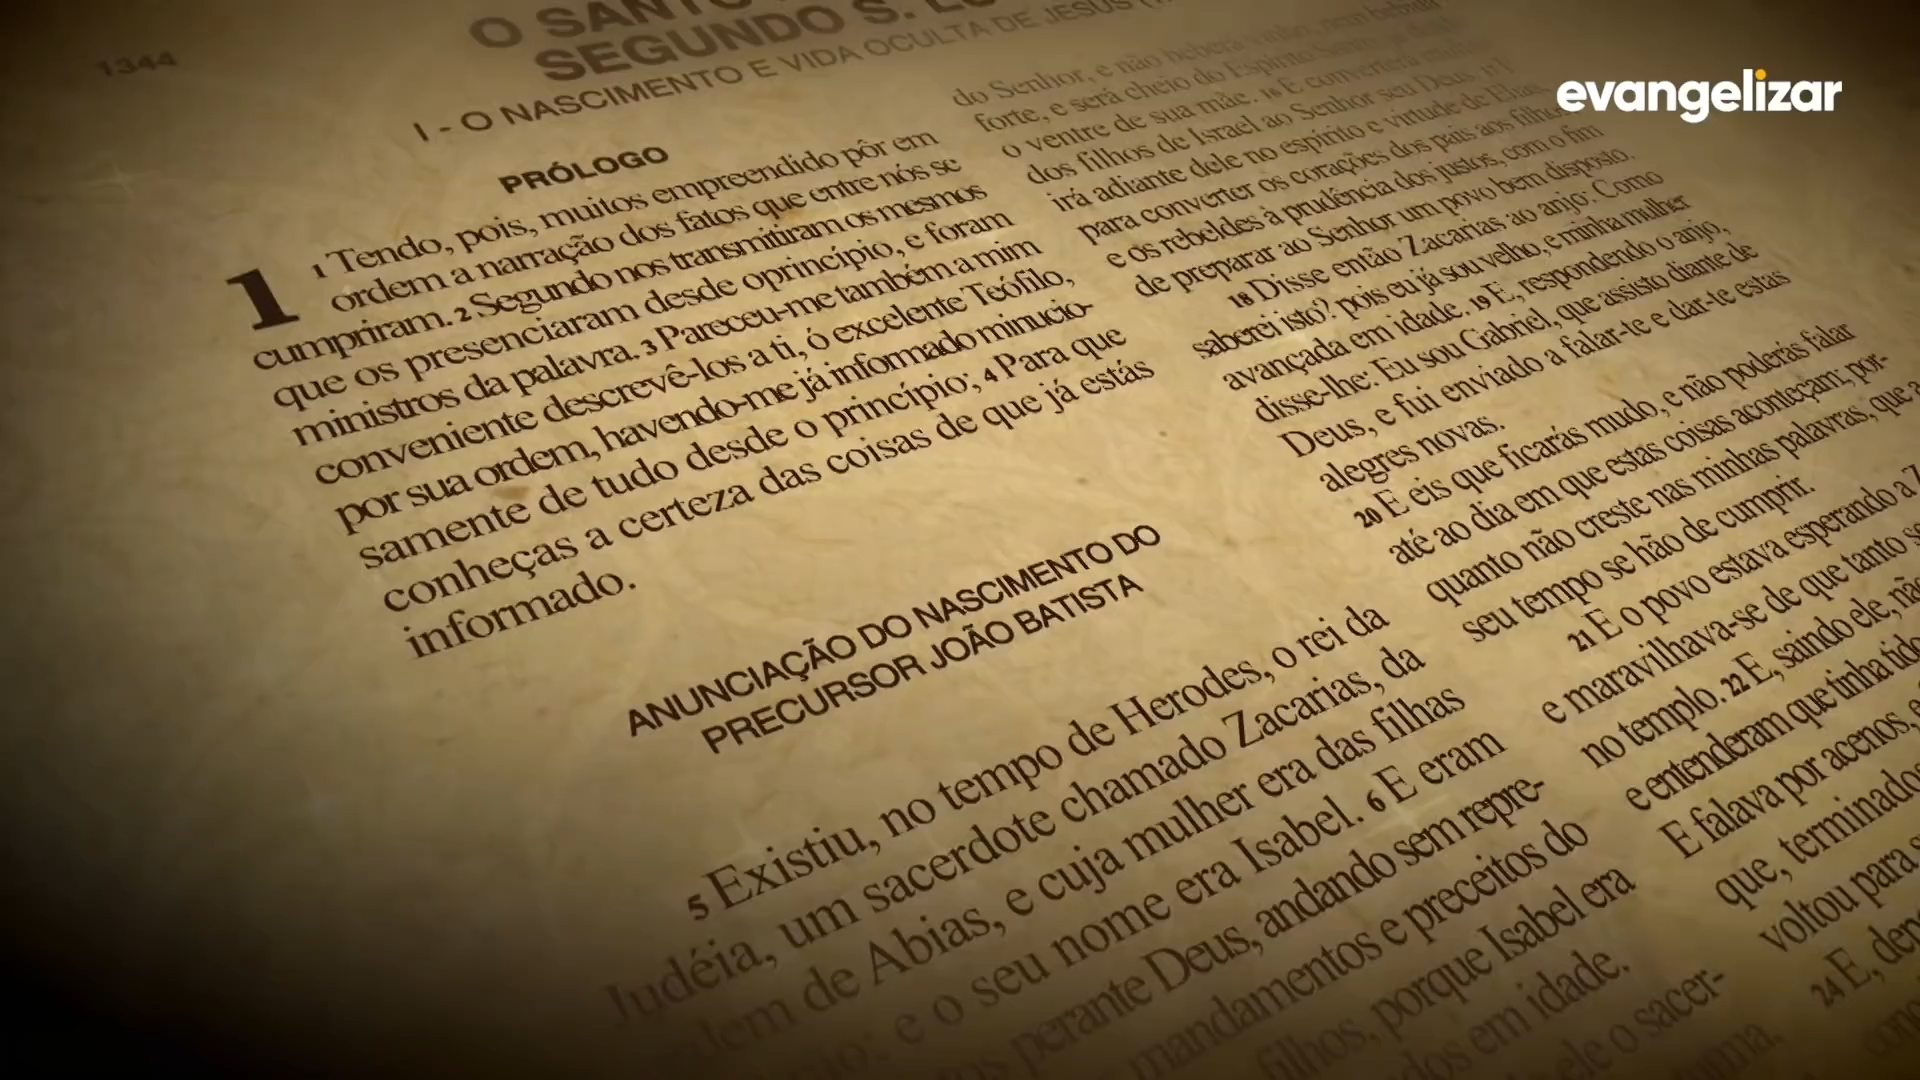 1344
O SANTO
SEGUNDO S. LU
I - O NASCIMENTO E VIDA OCULTA DE JESUS
PRÓLOGO
1
1 Tendo, pois, muitos empreendido pôr em
ordem a narração dos fatos que entre nós se
cumpriram. 2 Segundo nos transmitiram os mesmos
que os presenciaram desde oprincípio, e foram
ministros da palavra. 3 Pareceu-me também a mim
conveniente descrevê-los a ti, ó excelente Teófilo,
por sua ordem, havendo-me já informado minucio-
samente de tudo desde o princípio; 4 Para que
conheças a certeza das coisas de que já estás
informado.
ANUNCIAÇÃO DO NASCIMENTO DO
PRECURSOR JOÃO BATISTA
5 Existiu, no tempo de Herodes, o rei da
Judéia, um sacerdote chamado Zacarias, da
dem de Abias, e cuja mulher era das filhas
e o seu nome era Isabel. 6 E eram
perante Deus, andando sem repre-
mandamentos e preceitos do
filhos, porque Isabel era
dos em idade.
ele o sacer-
do Senhor, e não beberá vinho, nem bebida
forte, e será cheio do Espírito Santo,
o ventre de sua mãe. 16 E converterá muitos
dos filhos de Israel ao Senhor seu Deus.
irá adiante dele no espírito e virtude de Elias,
para converter os corações dos pais aos filhos
e os rebeldes à prudência dos justos, com o fim
de preparar ao Senhor um povo bem disposto.
18 Disse então Zacarias ao anjo: Como
saberei isto? pois eu já sou velho, e minha mulher
avançada em idade. 19 E, respondendo o anjo,
disse-lhe: Eu sou Gabriel, que assisto diante de
Deus, e fui enviado a falar-te e dar-te estas
alegres novas.
20 E eis que ficarás mudo, e não poderás falar
até ao dia em que estas coisas aconteçam; por-
quanto não creste nas minhas palavras, que a
seu tempo se hão de cumprir.
21 E o povo estava esperando a Z
e maravilhava-se de que tanto se
no templo. 22 E, saindo ele, não
e entenderam que tinha tido
E falava por acenos, e
que, terminados
voltou para s
24 E, dep
evangelizar